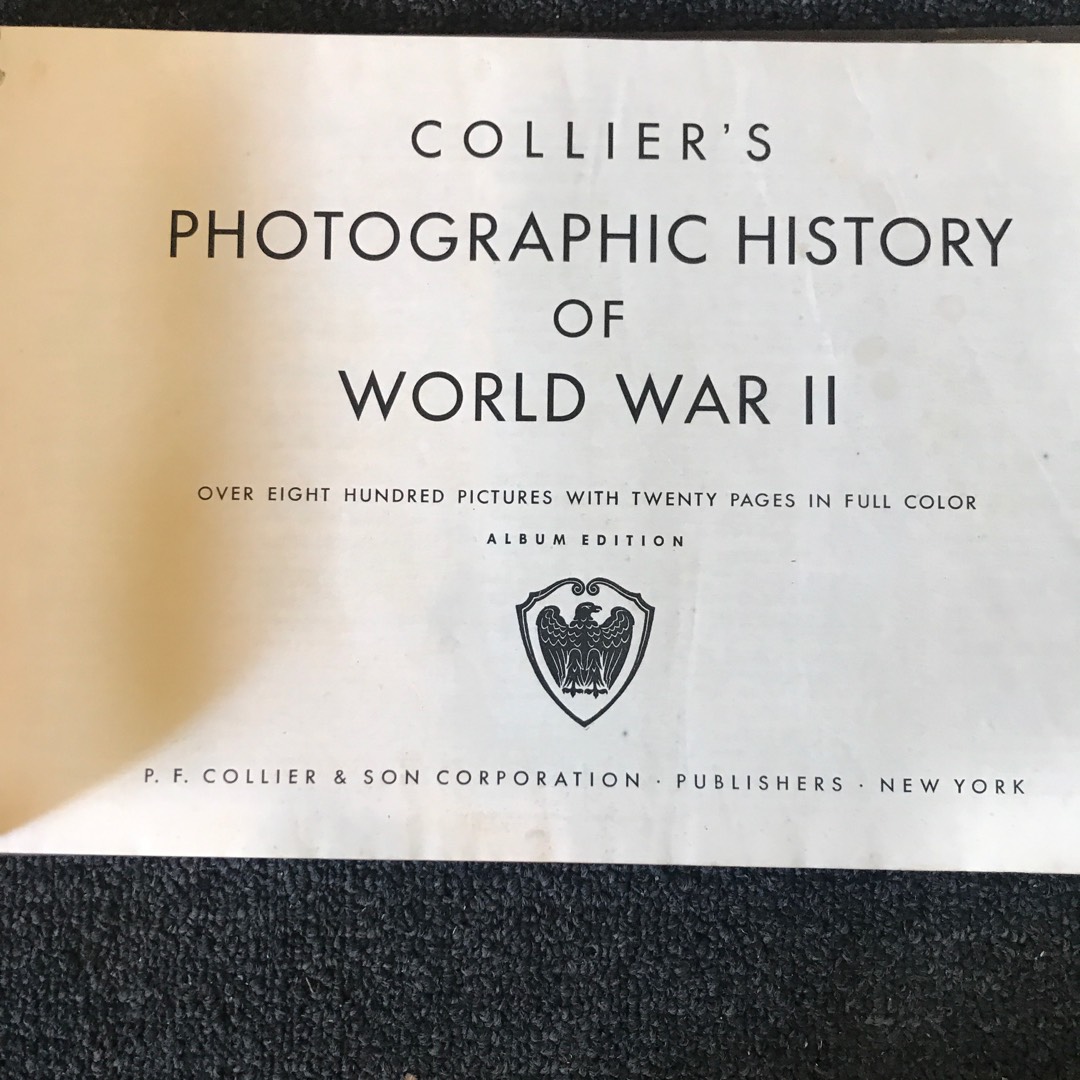 COLLIER'S
PHOTOGRAPHIC HISTORY
OF
WORLD WAR II
OVER EIGHT HUNDRED PICTURES WITH TWENTY PAGES IN FULL COLOR
ALBUM EDITION
P. F. COLLIER & SON CORPORATION · PUBLISHERS · NEW YORK